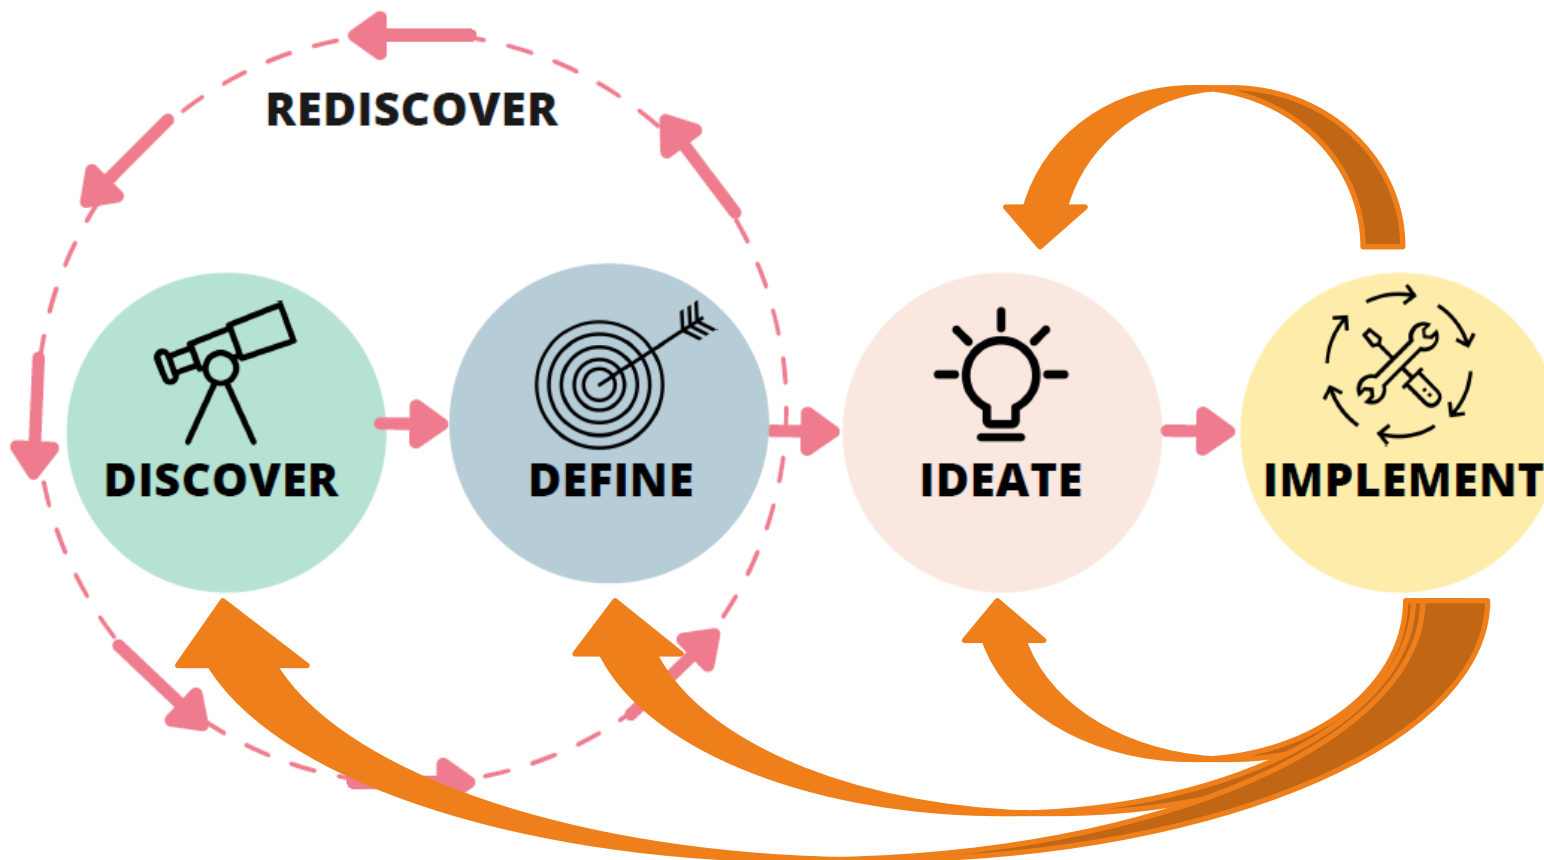 REDISCOVER
DISCOVER
DEFINE
IDEATE
IMPLEMENT